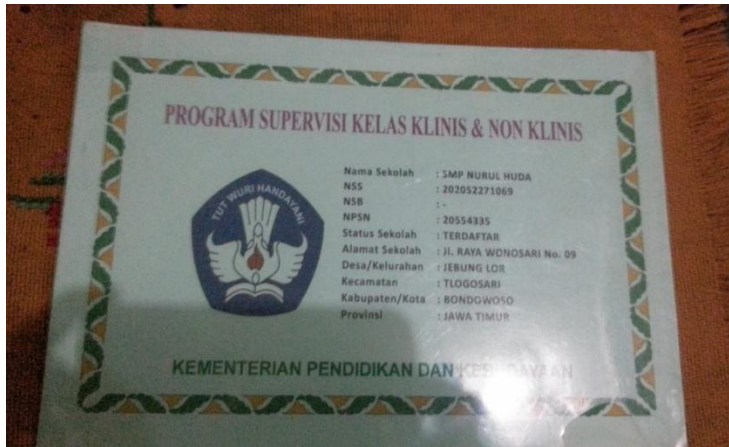 PROGRAM SUPERVISI KELAS KLINIS & NON KLINIS
TUT WURI HANDAYANI
Nama Sekolah : SMP NURUL HUDA
NSS : 202052271069
NSB : -
NPSN : 20554335
Status Sekolah : TERDAFTAR
Alamat Sekolah : Jl. RAYA WONOSARI No. 09
Desa/Kelurahan : JEBUNG LOR
Kecamatan : TLOGOSARI
Kabupaten/Kota : BONDOWOSO
Provinsi : JAWA TIMUR
KEMENTERIAN PENDIDIKAN DAN KEBUDAYAAN